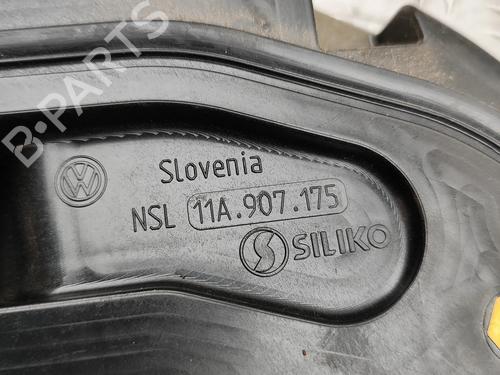 B-PARTS
Slovenia
NSL 11A.907.175
SILIKO